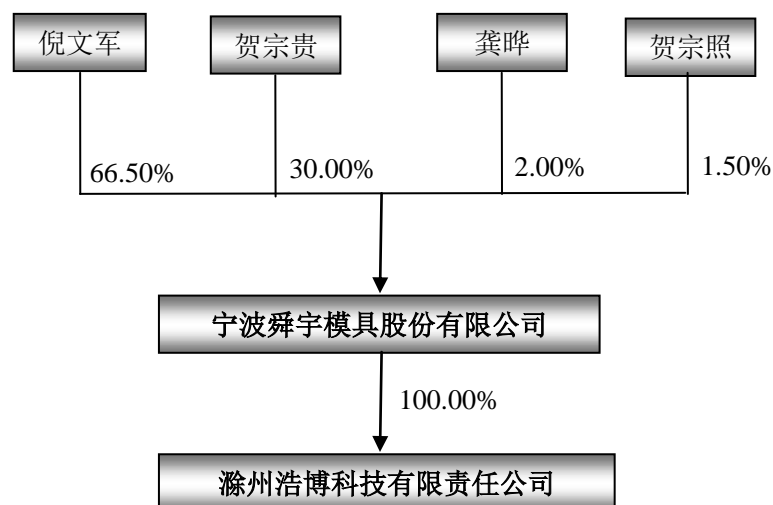 倪文军
贺宗贵
龚晔
贺宗照
66.50%
30.00%
2.00%
1.50%
宁波舜宇模具股份有限公司
100.00%
滁州浩博科技有限责任公司